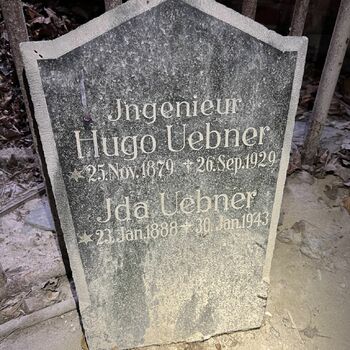 Jngenieur
Hugo Uebner
* 25. Nov. 1879 + 26. Sep. 1929
Jda Uebner
* 23. Jan. 1888 + 30. Jan. 1943